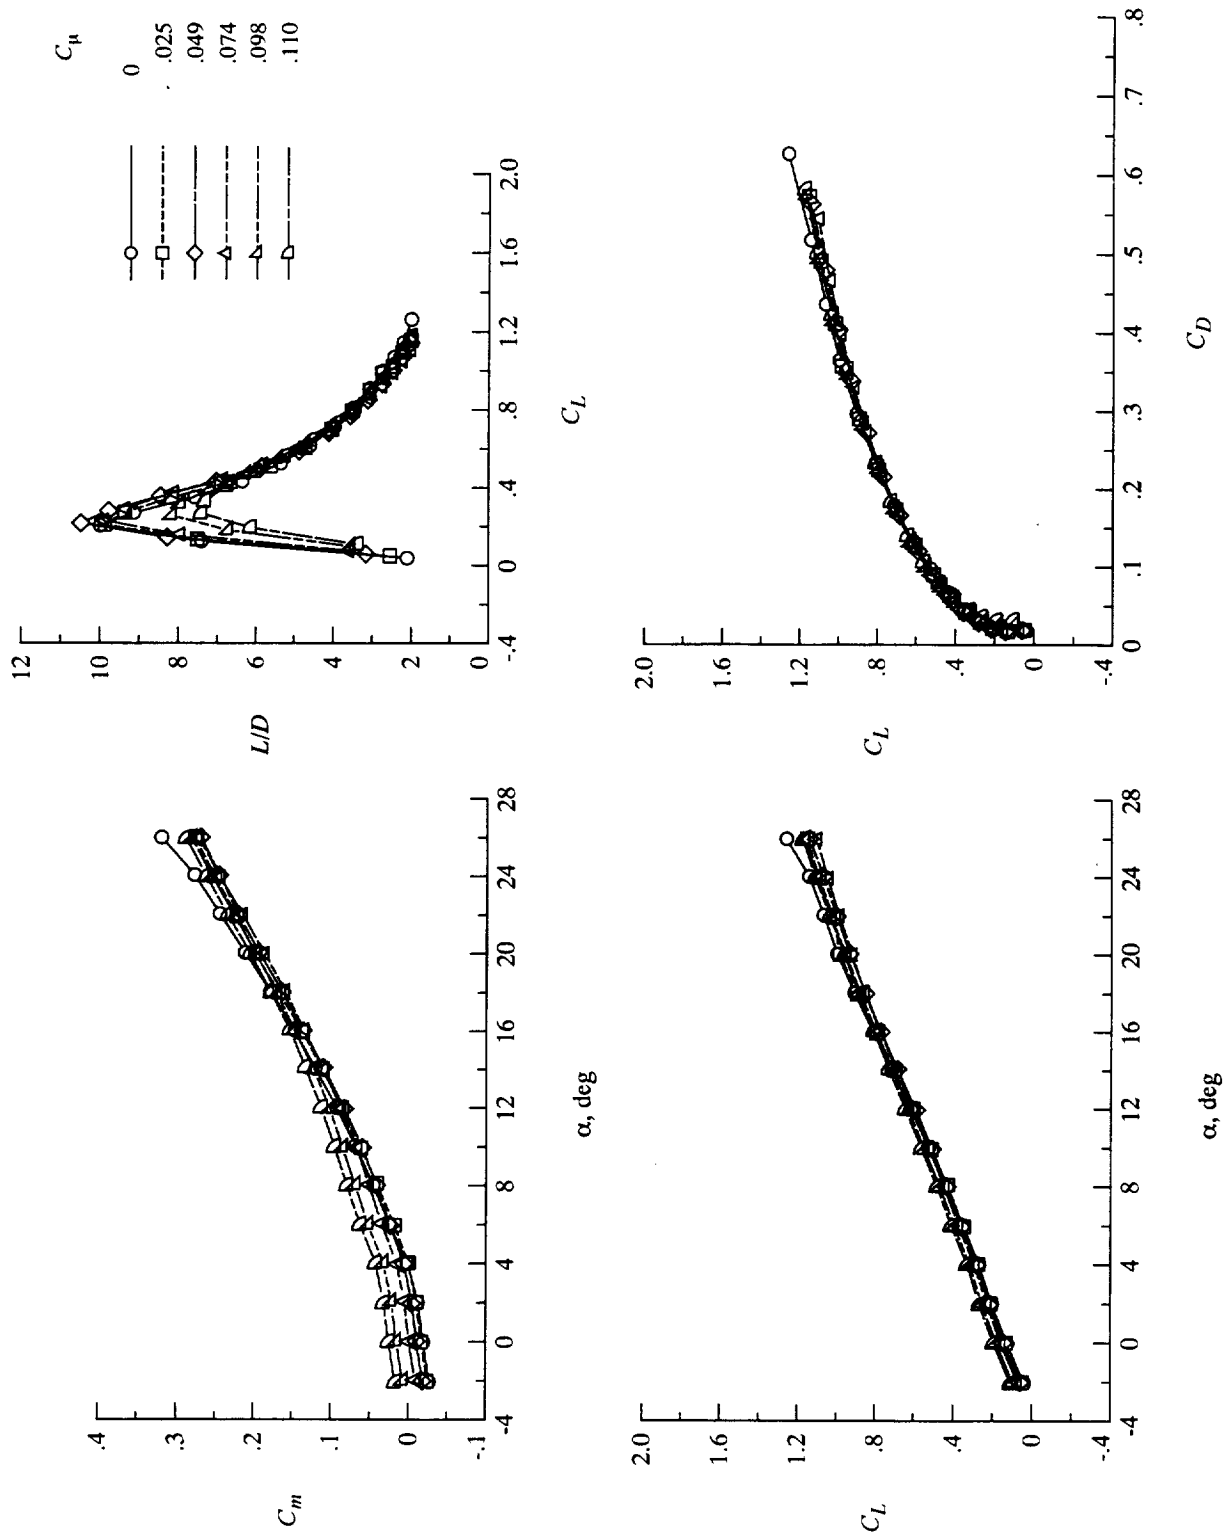 C_μ
0
.025
.049
.074
.098
.110
.4
.3
.2
.1
0
-.1
C_m
-4 0 4 8 12 16 20 24 28
α, deg
12
10
8
6
4
2
0
L/D
-.4 0 .4 .8 1.2 1.6 2.0
C_L
2.0
1.6
1.2
.8
.4
0
-.4
C_L
-4 0 4 8 12 16 20 24 28
α, deg
2.0
1.6
1.2
.8
.4
0
-.4
C_L
0 .1 .2 .3 .4 .5 .6 .7 .8
C_D